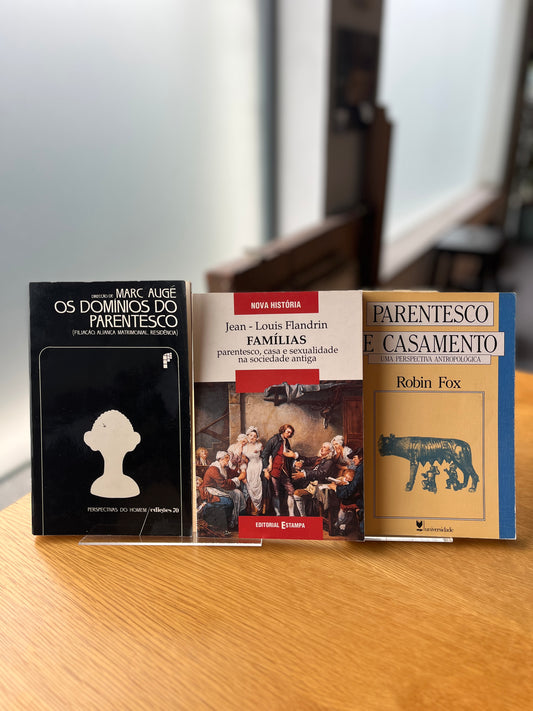 DIRECÇÃO DE MARC AUGÉ
OS DOMÍNIOS DO
PARENTESCO
(FILIAÇÃO, ALIANÇA MATRIMONIAL, RESIDÊNCIA)
PERSPECTIVAS DO HOMEM / edições 70
NOVA HISTÓRIA
Jean - Louis Flandrin
FAMÍLIAS
parentesco, casa e sexualidade
na sociedade antiga
EDITORIAL ESTAMPA
PARENTESCO
E CASAMENTO
UMA PERSPECTIVA ANTROPOLÓGICA
Robin Fox
universidade